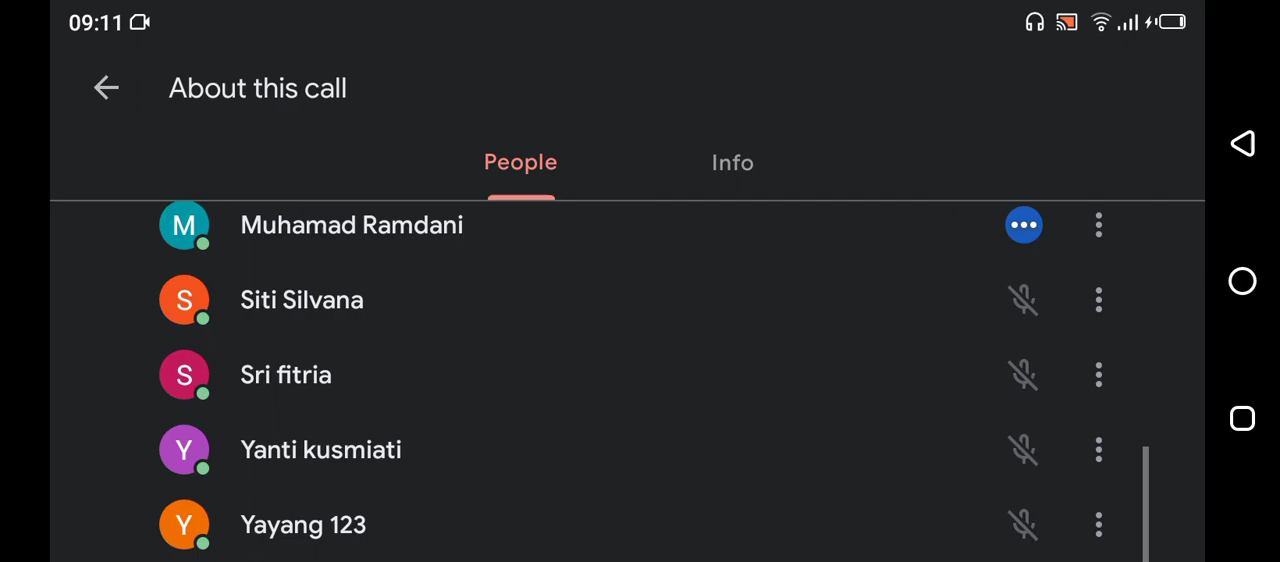 09:11
About this call
People
Info
M Muhamad Ramdani
S Siti Silvana
S Sri fitria
Y Yanti kusmiati
Y Yayang 123